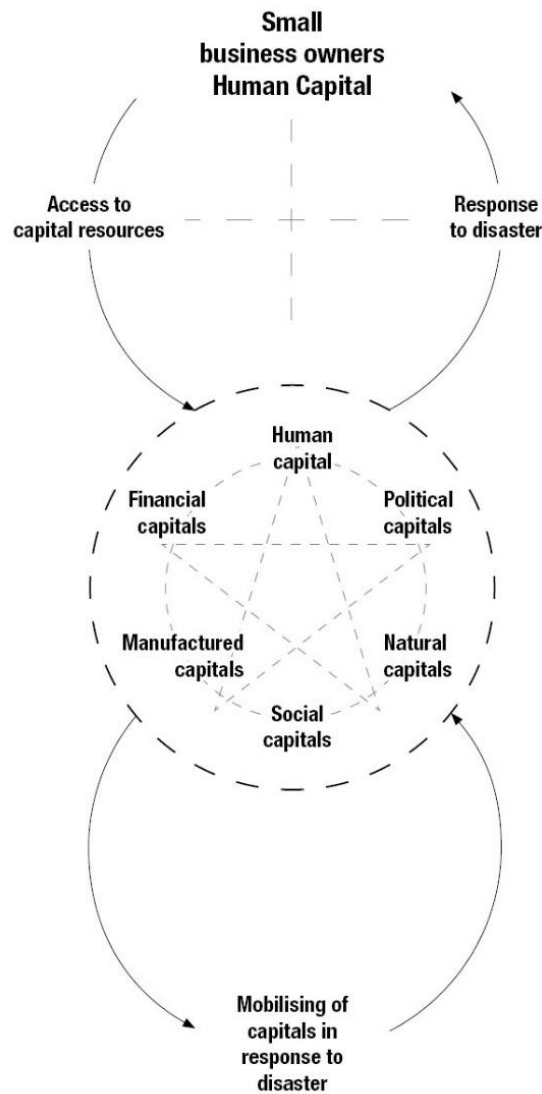 Small
business owners
Human Capital
Access to
capital resources
Response
to disaster
Human
capital
Financial
capitals
Political
capitals
Manufactured
capitals
Natural
capitals
Social
capitals
Mobilising of
capitals in
response to
disaster